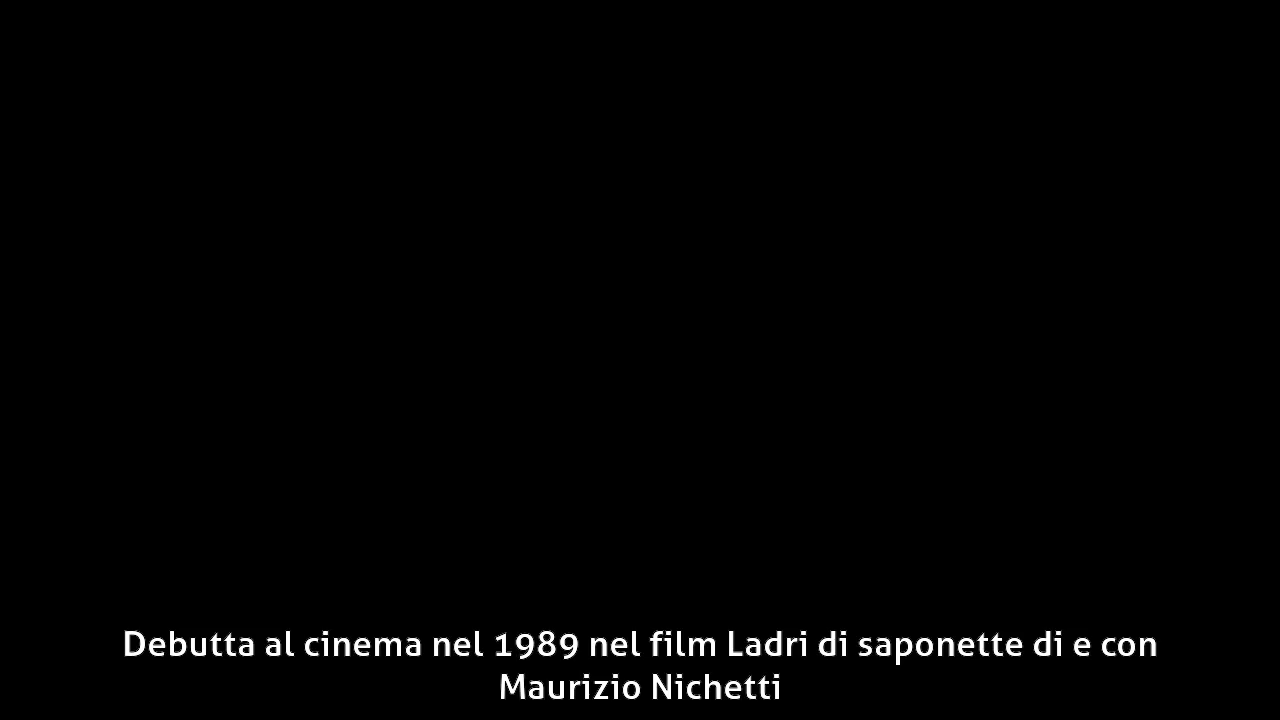 Debutta al cinema nel 1989 nel film Ladri di saponette di e con
Maurizio Nichetti